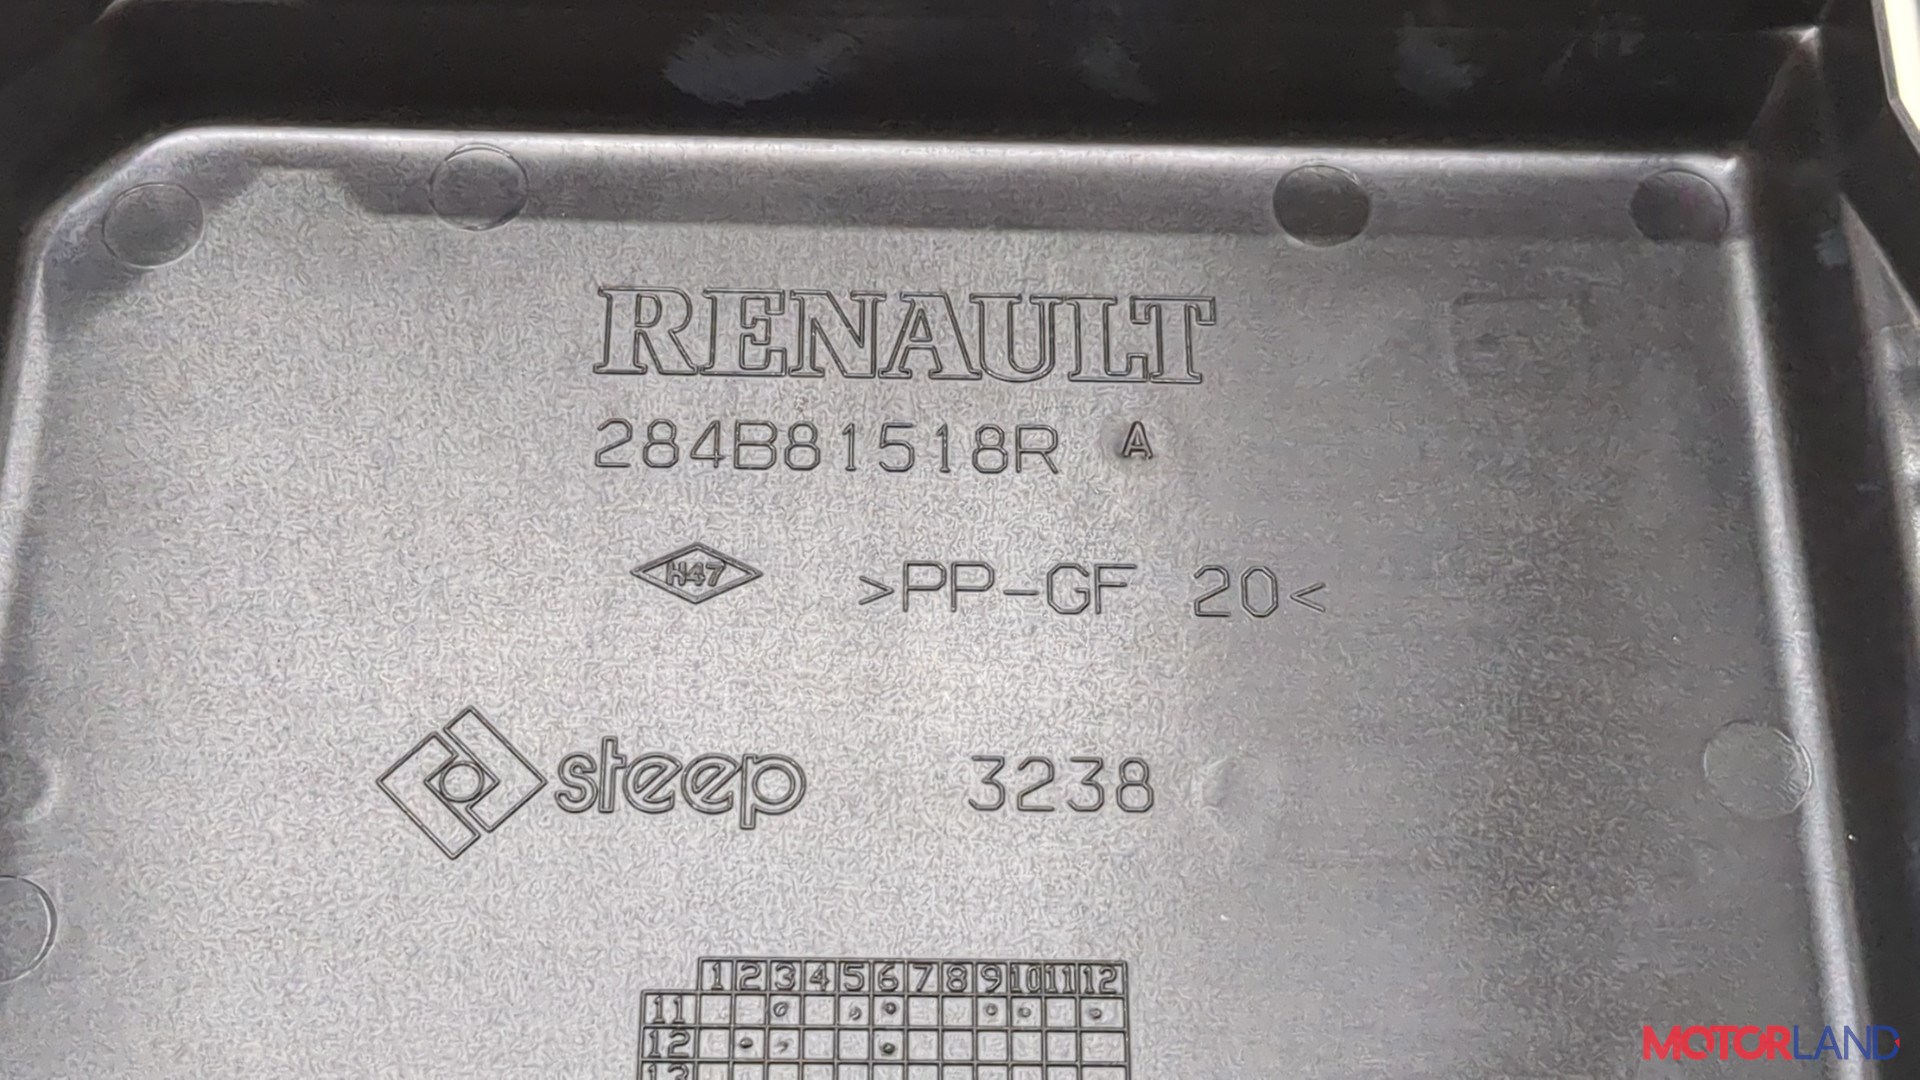 RENAULT
284B81518R A
H47 >PP-GF 20<
steep 3238
1 2 3 4 5 6 7 8 9 10 11 12
11
12
13
MOTORLAND